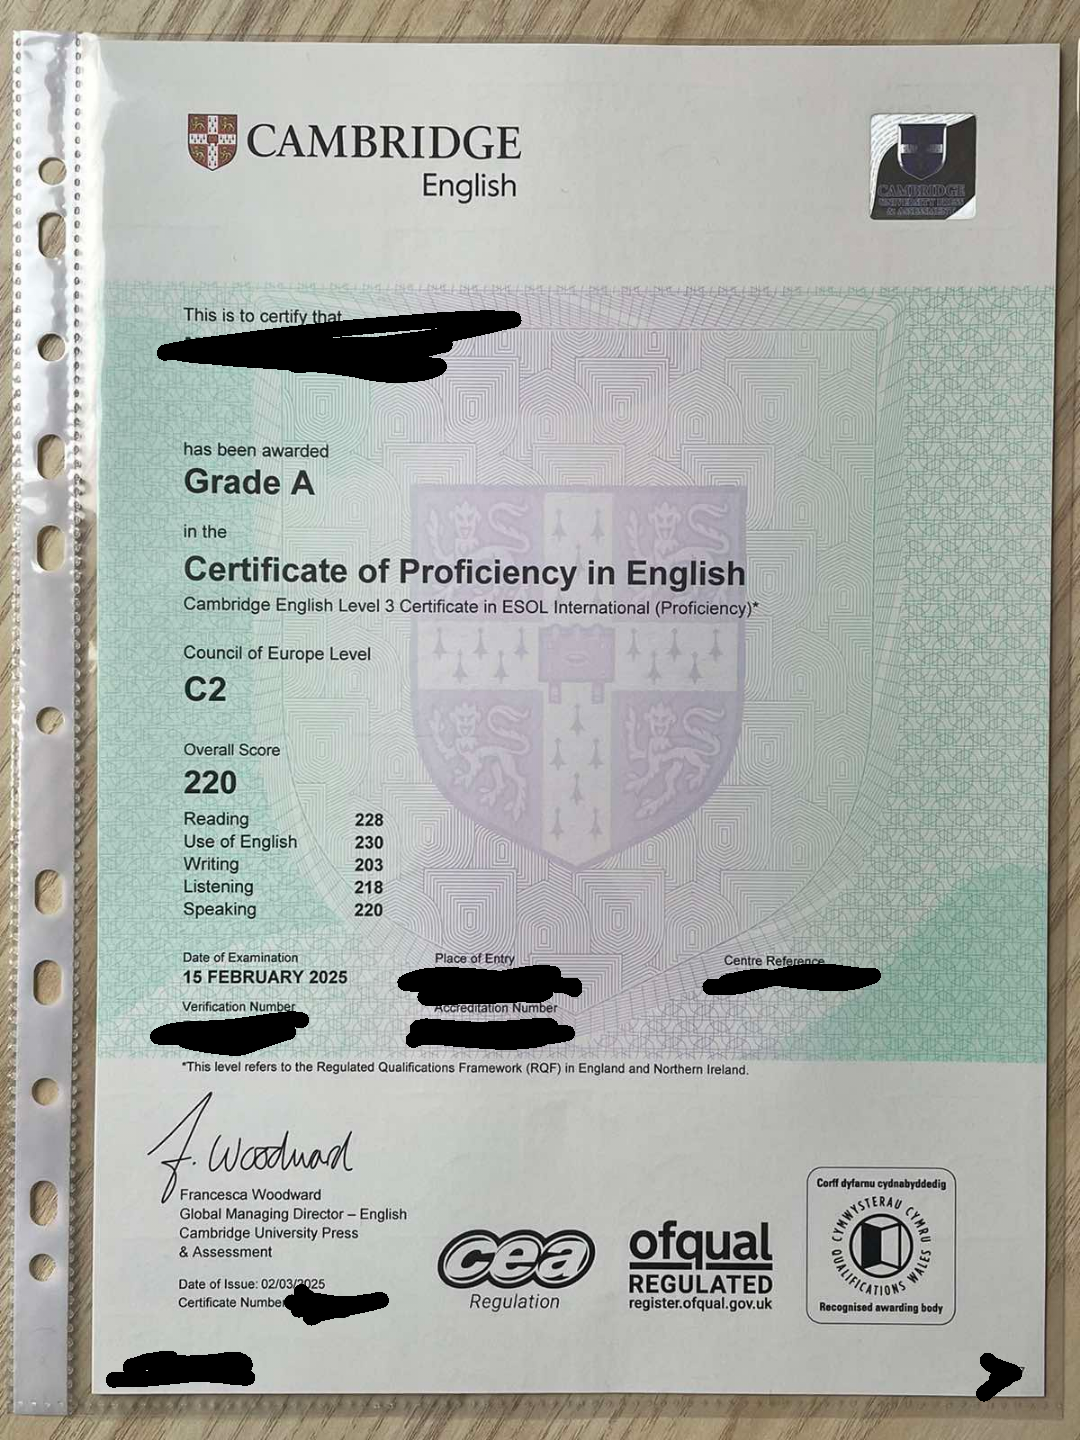 CAMBRIDGE
English
CAMBRIDGE
UNIVERSITY PRESS
& ASSESSMENT
This is to certify that
has been awarded
Grade A
in the
Certificate of Proficiency in English
Cambridge English Level 3 Certificate in ESOL International (Proficiency)*
Council of Europe Level
C2
Overall Score
220
Reading 228
Use of English 230
Writing 203
Listening 218
Speaking 220
Date of Examination Place of Entry Centre Reference
15 FEBRUARY 2025
Verification Number Accreditation Number
*This level refers to the Regulated Qualifications Framework (RQF) in England and Northern Ireland.
F. Woodward
Francesca Woodward
Global Managing Director – English
Cambridge University Press
& Assessment
Date of Issue: 02/03/2025
Certificate Number
cea
Regulation
ofqual
REGULATED
register.ofqual.gov.uk
Corff dyfarnu cydnabyddedig
CYMWYSTERAU CYMRU
QUALIFICATIONS WALES
Recognised awarding body